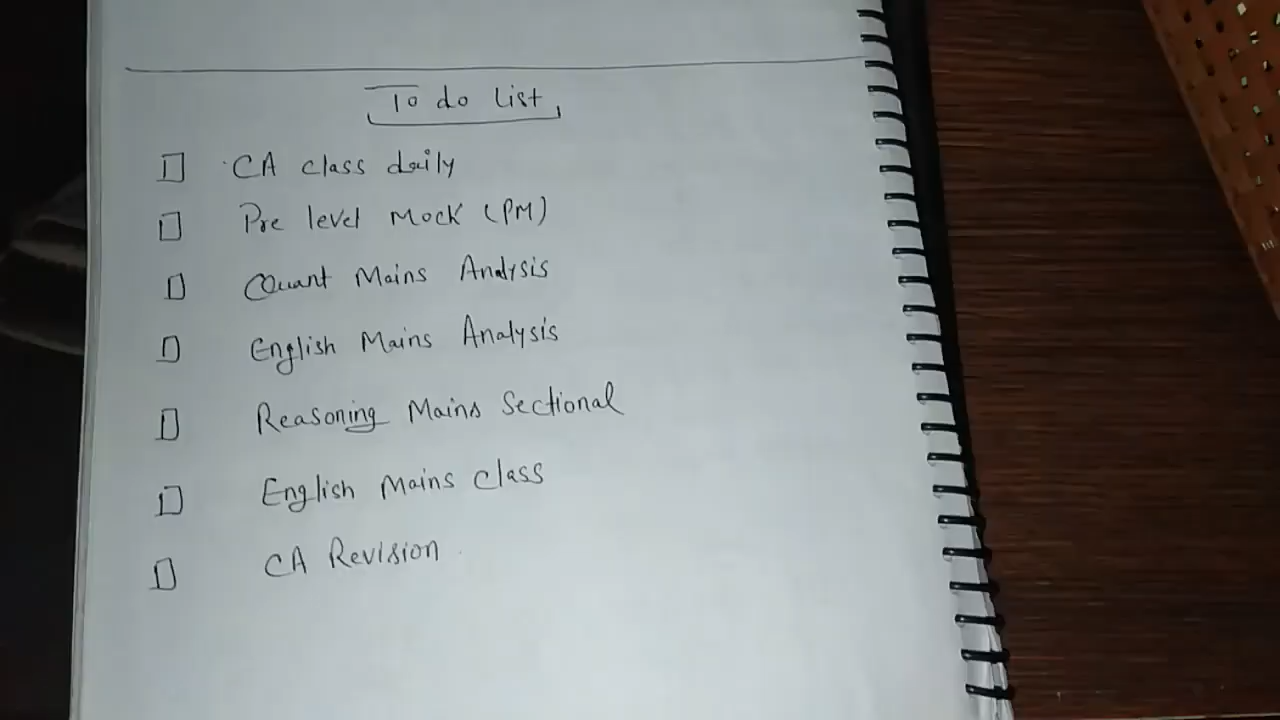 To do list
CA class daily
Pre level Mock (PM)
Quant Mains Analysis
English Mains Analysis
Reasoning Mains Sectional
English Mains class
CA Revision